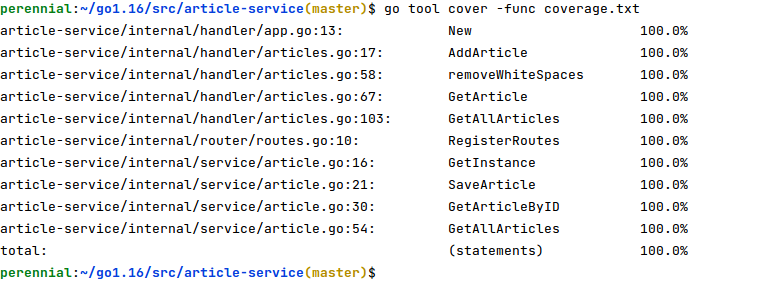 perennial:~/go1.16/src/article-service(master)$ go tool cover -func coverage.txt
article-service/internal/handler/app.go:13: New 100.0%
article-service/internal/handler/articles.go:17: AddArticle 100.0%
article-service/internal/handler/articles.go:58: removeWhiteSpaces 100.0%
article-service/internal/handler/articles.go:67: GetArticle 100.0%
article-service/internal/handler/articles.go:103: GetAllArticles 100.0%
article-service/internal/router/routes.go:10: RegisterRoutes 100.0%
article-service/internal/service/article.go:16: GetInstance 100.0%
article-service/internal/service/article.go:21: SaveArticle 100.0%
article-service/internal/service/article.go:30: GetArticleByID 100.0%
article-service/internal/service/article.go:54: GetAllArticles 100.0%
total: (statements) 100.0%
perennial:~/go1.16/src/article-service(master)$